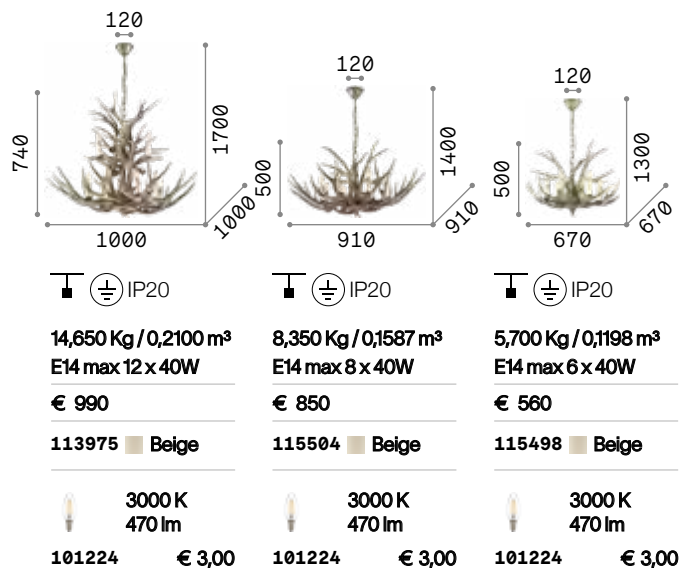 120
740
1700
1000
1000
120
500
1400
910
910
120
500
1300
670
670
IP20
14,650 Kg / 0,2100 m³
E14 max 12 x 40W
€ 990
113975 Beige
3000 K
470 lm
101224 € 3,00
IP20
8,350 Kg / 0,1587 m³
E14 max 8 x 40W
€ 850
115504 Beige
3000 K
470 lm
101224 € 3,00
IP20
5,700 Kg / 0,1198 m³
E14 max 6 x 40W
€ 560
115498 Beige
3000 K
470 lm
101224 € 3,00